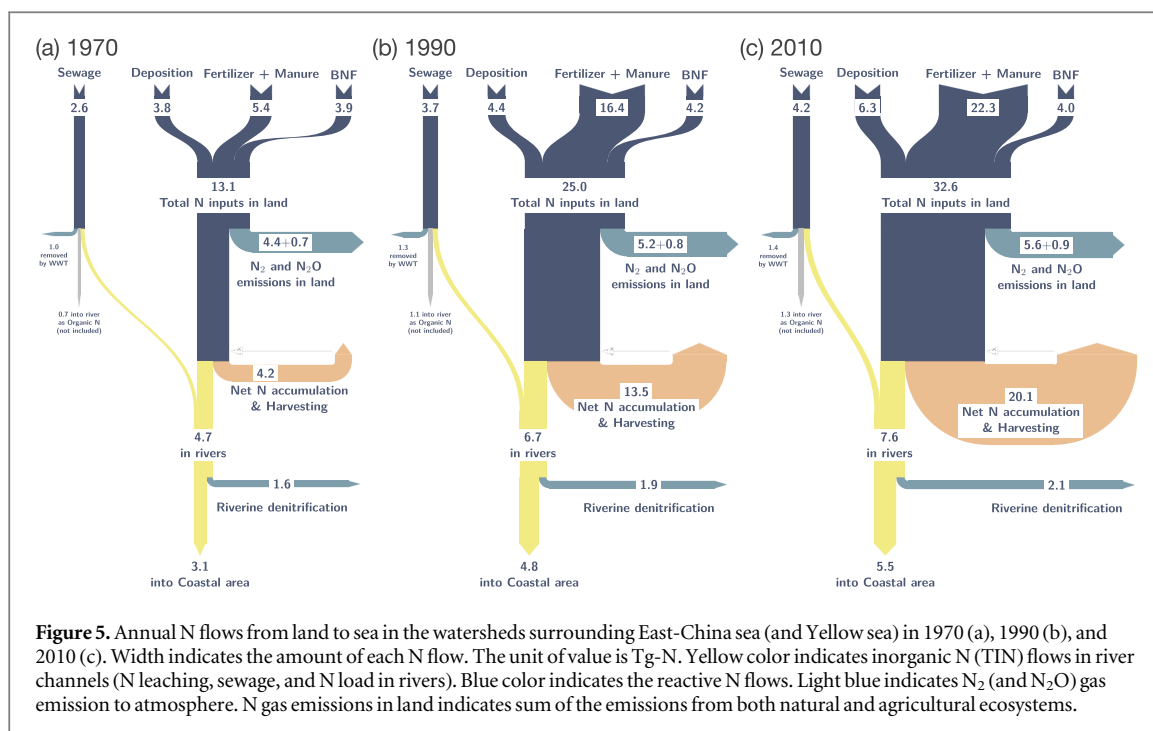 (a) 1970
Sewage
Deposition
Fertilizer + Manure
BNF
2.6
3.8
5.4
3.9
13.1
Total N inputs in land
4.4+0.7
1.0
removed
by WWT
N₂ and N₂O
emissions in land
0.7 into river
as Organic N
(not included)
4.2
Net N accumulation
& Harvesting
4.7
in rivers
1.6
Riverine denitrification
3.1
into Coastal area
(b) 1990
Sewage
Deposition
Fertilizer + Manure
BNF
3.7
4.4
16.4
4.2
25.0
Total N inputs in land
5.2+0.8
1.3
removed
by WWT
N₂ and N₂O
emissions in land
1.1 into river
as Organic N
(not included)
13.5
Net N accumulation
& Harvesting
6.7
in rivers
1.9
Riverine denitrification
4.8
into Coastal area
(c) 2010
Sewage
Deposition
Fertilizer + Manure
BNF
4.2
6.3
22.3
4.0
32.6
Total N inputs in land
5.6+0.9
1.4
removed
by WWT
N₂ and N₂O
emissions in land
1.3 into river
as Organic N
(not included)
20.1
Net N accumulation
& Harvesting
7.6
in rivers
2.1
Riverine denitrification
5.5
into Coastal area
Figure 5. Annual N flows from land to sea in the watersheds surrounding East-China sea (and Yellow sea) in 1970 (a), 1990 (b), and
2010 (c). Width indicates the amount of each N flow. The unit of value is Tg-N. Yellow color indicates inorganic N (TIN) flows in river
channels (N leaching, sewage, and N load in rivers). Blue color indicates the reactive N flows. Light blue indicates N₂ (and N₂O) gas
emission to atmosphere. N gas emissions in land indicates sum of the emissions from both natural and agricultural ecosystems.